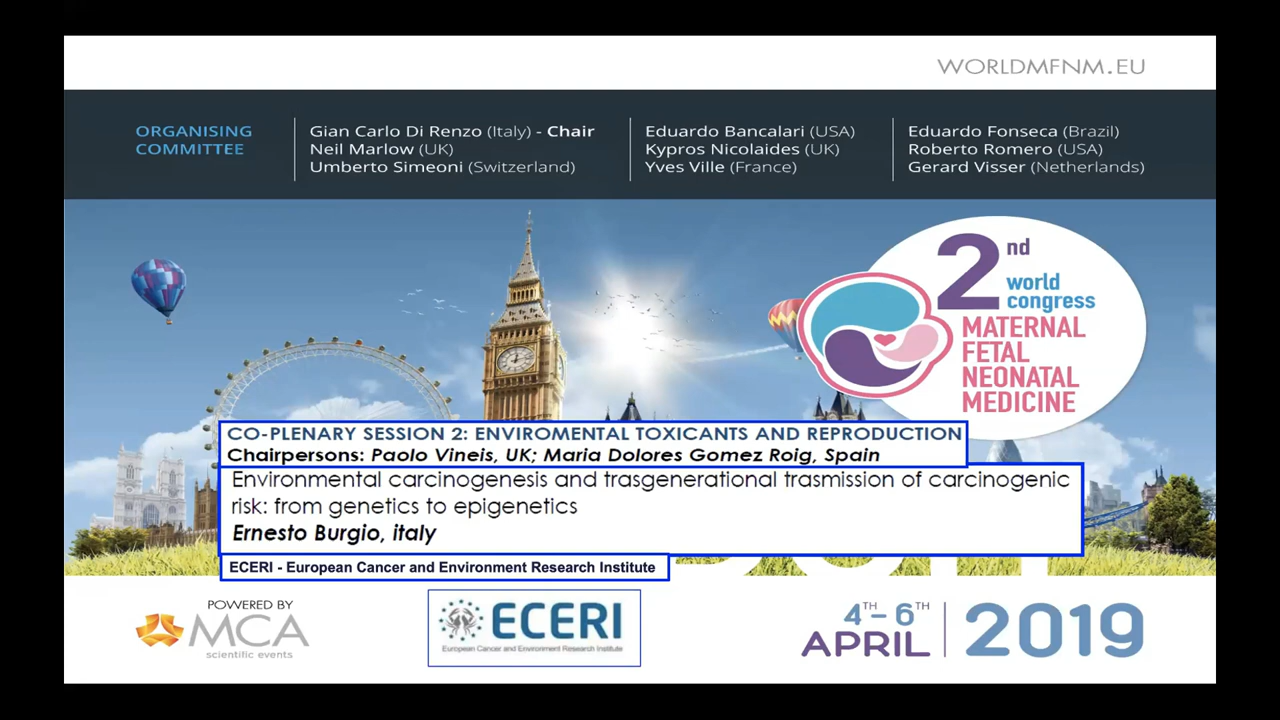 WORLDMFNM.EU
ORGANISING
COMMITTEE
Gian Carlo Di Renzo (Italy) - Chair
Neil Marlow (UK)
Umberto Simeoni (Switzerland)
Eduardo Bancalari (USA)
Kypros Nicolaides (UK)
Yves Ville (France)
Eduardo Fonseca (Brazil)
Roberto Romero (USA)
Gerard Visser (Netherlands)
2nd
world
congress
MATERNAL
FETAL
NEONATAL
MEDICINE
CO-PLENARY SESSION 2: ENVIROMENTAL TOXICANTS AND REPRODUCTION
Chairpersons: Paolo Vineis, UK; Maria Dolores Gomez Roig, Spain
Environmental carcinogenesis and trasgenerational trasmission of carcinogenic
risk: from genetics to epigenetics
Ernesto Burgio, italy
ECERI - European Cancer and Environment Research Institute
POWERED BY
MCA
scientific events
ECERI
European Cancer and Environment Research Institute
4TH-6TH
APRIL
2019